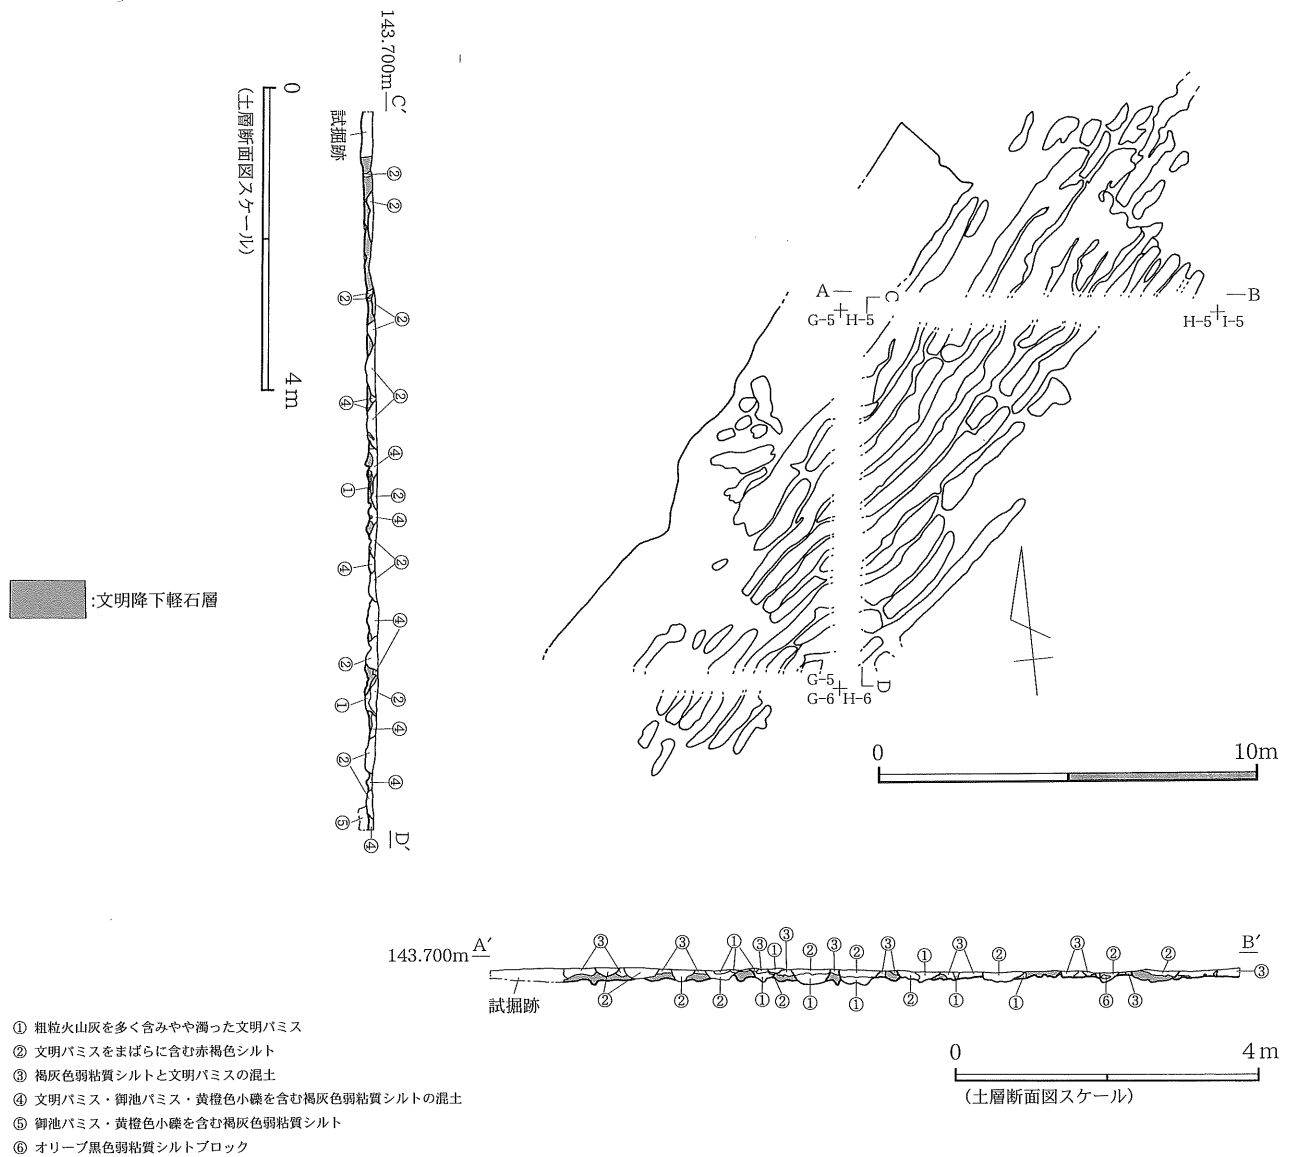 143.700m C′
試掘跡
0
4m
(土層断面図スケール)
②
②
②
②
②
④
④
①
②
④
②
④
④
②
②
①
④
②
④
⑤
④
D′
:文明降下軽石層
A
C
B
G-5 H-5
H-5 I-5
G-5
G-6 H-6
D
0
10m
143.700m A′
B′
試掘跡
③ ③ ① ③ ① ③ ② ③ ② ③ ① ③ ② ③ ② ②
③
② ② ② ① ② ① ① ② ① ① ⑥ ③
0
4m
(土層断面図スケール)
① 粗粒火山灰を多く含みやや濁った文明パミス
② 文明パミスをまばらに含む赤褐色シルト
③ 褐灰色弱粘質シルトと文明パミスの混土
④ 文明パミス・御池パミス・黄橙色小礫を含む褐灰色弱粘質シルトの混土
⑤ 御池パミス・黄橙色小礫を含む褐灰色弱粘質シルト
⑥ オリーブ黒色弱粘質シルトブロック